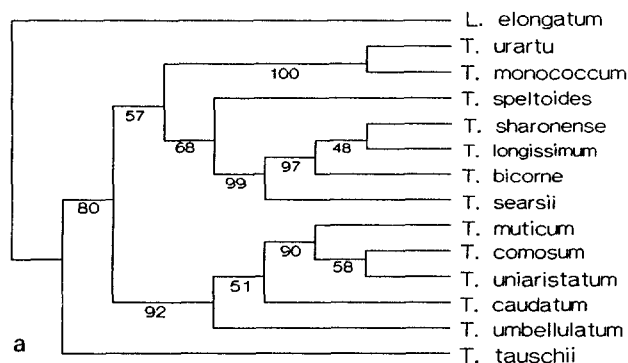 L. elongatum
T. urartu
100
T. monococcum
57
T. speltoides
68
T. sharonense
48
T. longissimum
97
T. bicorne
99
T. searsii
80
T. muticum
90
T. comosum
58
T. uniaristatum
51
T. caudatum
92
T. umbellulatum
a
T. tauschii